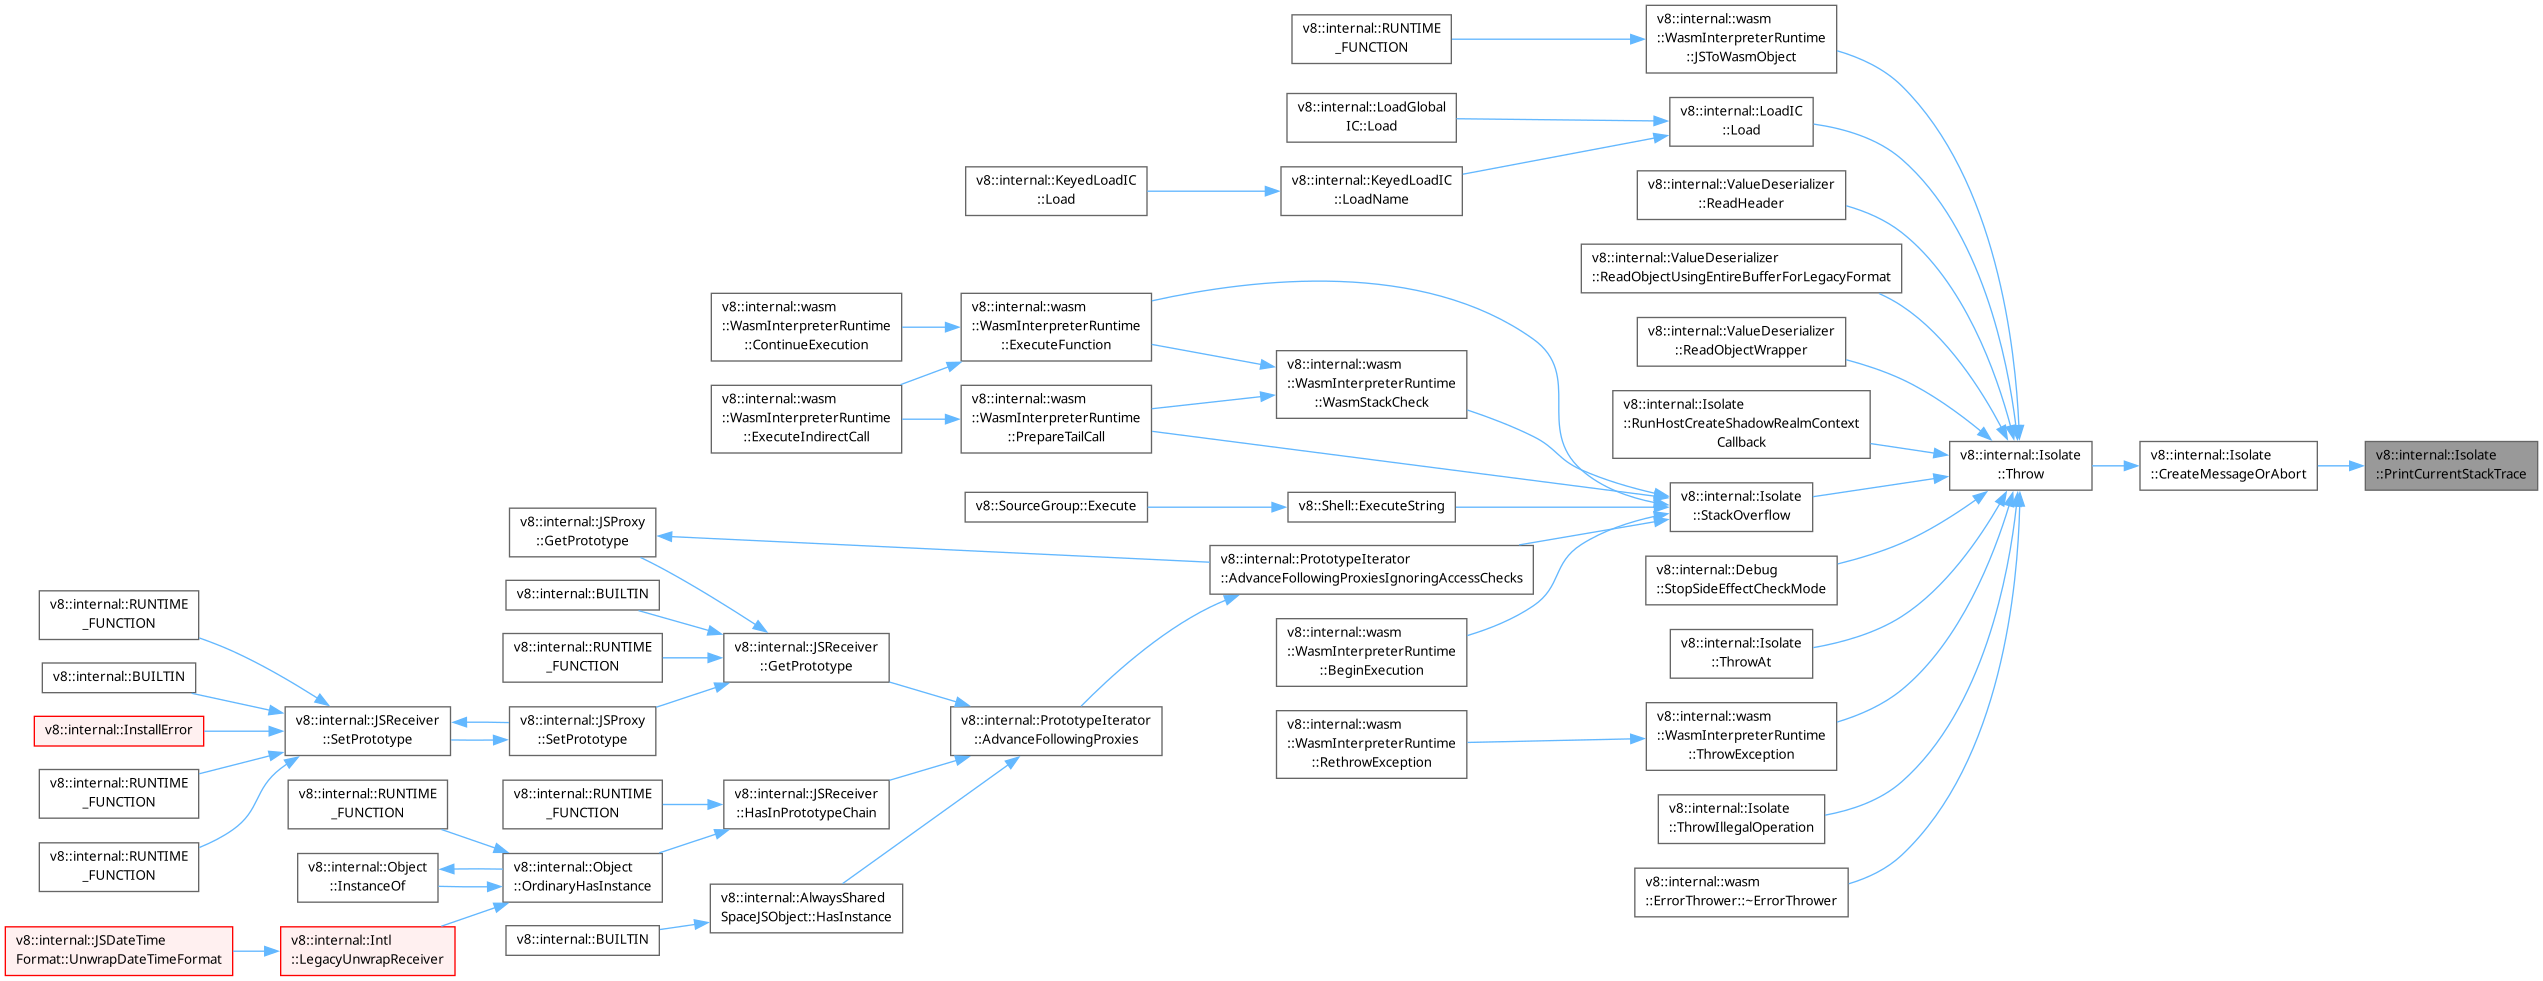 v8::internal::RUNTIME
_FUNCTION
v8::internal::wasm
::WasmInterpreterRuntime
::JSToWasmObject
v8::internal::LoadGlobal
IC::Load
v8::internal::LoadIC
::Load
v8::internal::KeyedLoadIC
::Load
v8::internal::KeyedLoadIC
::LoadName
v8::internal::ValueDeserializer
::ReadHeader
v8::internal::ValueDeserializer
::ReadObjectUsingEntireBufferForLegacyFormat
v8::internal::wasm
::WasmInterpreterRuntime
::ContinueExecution
v8::internal::wasm
::WasmInterpreterRuntime
::ExecuteFunction
v8::internal::ValueDeserializer
::ReadObjectWrapper
v8::internal::wasm
::WasmInterpreterRuntime
::WasmStackCheck
v8::internal::wasm
::WasmInterpreterRuntime
::ExecuteIndirectCall
v8::internal::wasm
::WasmInterpreterRuntime
::PrepareTailCall
v8::internal::Isolate
::RunHostCreateShadowRealmContext
Callback
v8::internal::Isolate
::Throw
v8::internal::Isolate
::CreateMessageOrAbort
v8::internal::Isolate
::PrintCurrentStackTrace
v8::SourceGroup::Execute
v8::Shell::ExecuteString
v8::internal::Isolate
::StackOverflow
v8::internal::JSProxy
::GetPrototype
v8::internal::PrototypeIterator
::AdvanceFollowingProxiesIgnoringAccessChecks
v8::internal::Debug
::StopSideEffectCheckMode
v8::internal::RUNTIME
_FUNCTION
v8::internal::BUILTIN
v8::internal::RUNTIME
_FUNCTION
v8::internal::JSReceiver
::GetPrototype
v8::internal::wasm
::WasmInterpreterRuntime
::BeginExecution
v8::internal::Isolate
::ThrowAt
v8::internal::BUILTIN
v8::internal::InstallError
v8::internal::JSReceiver
::SetPrototype
v8::internal::JSProxy
::SetPrototype
v8::internal::PrototypeIterator
::AdvanceFollowingProxies
v8::internal::wasm
::WasmInterpreterRuntime
::RethrowException
v8::internal::wasm
::WasmInterpreterRuntime
::ThrowException
v8::internal::RUNTIME
_FUNCTION
v8::internal::RUNTIME
_FUNCTION
v8::internal::RUNTIME
_FUNCTION
v8::internal::JSReceiver
::HasInPrototypeChain
v8::internal::Isolate
::ThrowIllegalOperation
v8::internal::RUNTIME
_FUNCTION
v8::internal::Object
::InstanceOf
v8::internal::Object
::OrdinaryHasInstance
v8::internal::AlwaysShared
SpaceJSObject::HasInstance
v8::internal::wasm
::ErrorThrower::~ErrorThrower
v8::internal::JSDateTime
Format::UnwrapDateTimeFormat
v8::internal::Intl
::LegacyUnwrapReceiver
v8::internal::BUILTIN